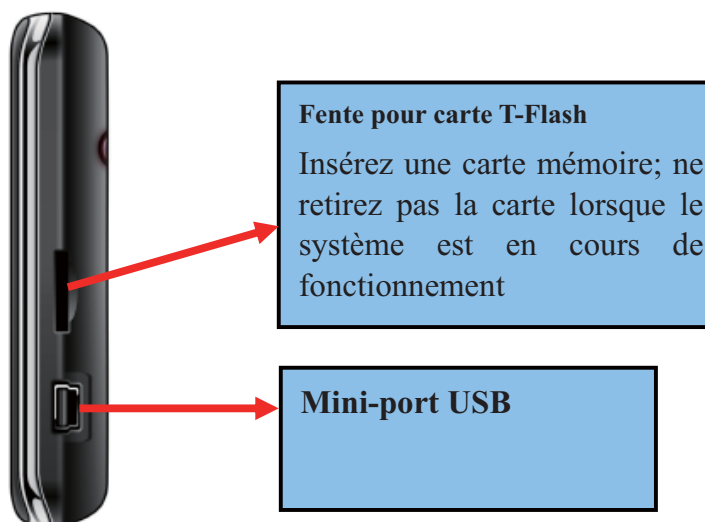 Fente pour carte T-Flash
Insérez une carte mémoire; ne
retirez pas la carte lorsque le
système est en cours de
fonctionnement
Mini-port USB